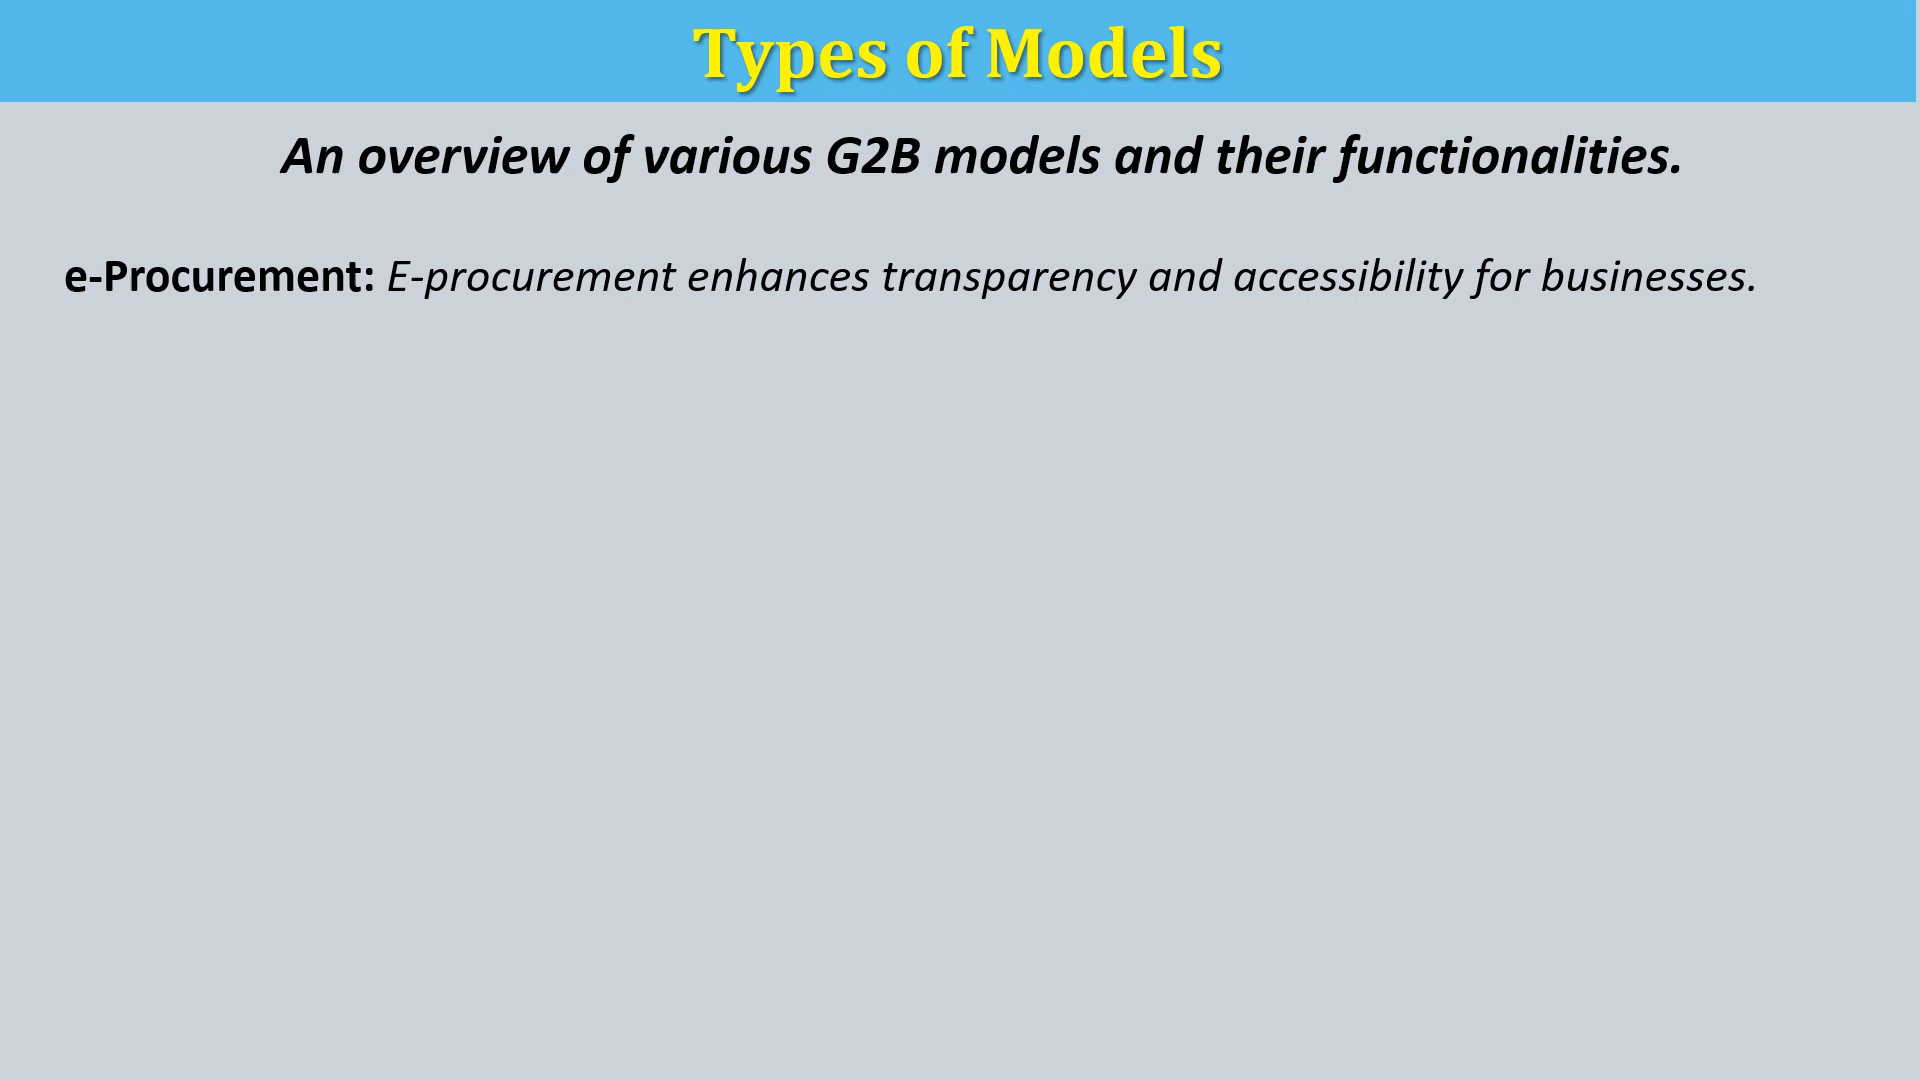 Types of Models
An overview of various G2B models and their functionalities.
e-Procurement: E-procurement enhances transparency and accessibility for businesses.